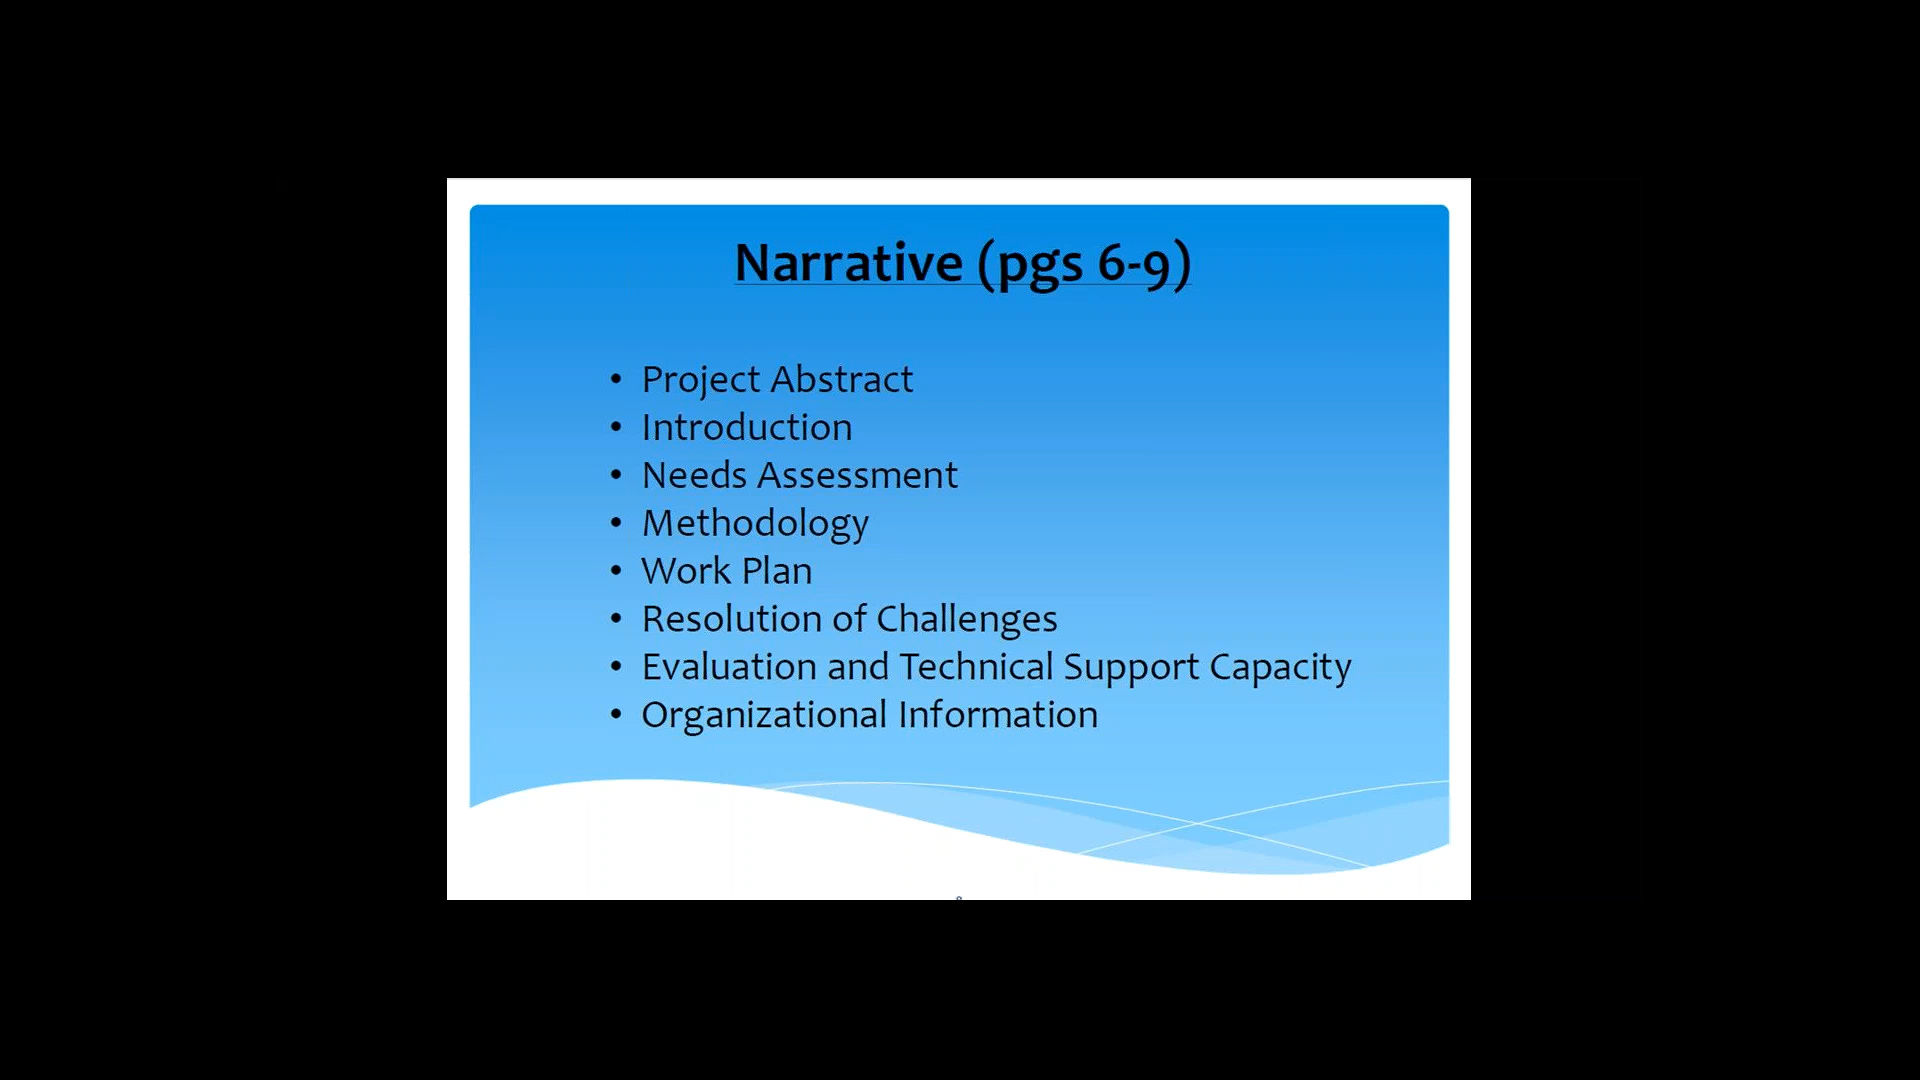 Narrative (pgs 6-9)
• Project Abstract
• Introduction
• Needs Assessment
• Methodology
• Work Plan
• Resolution of Challenges
• Evaluation and Technical Support Capacity
• Organizational Information